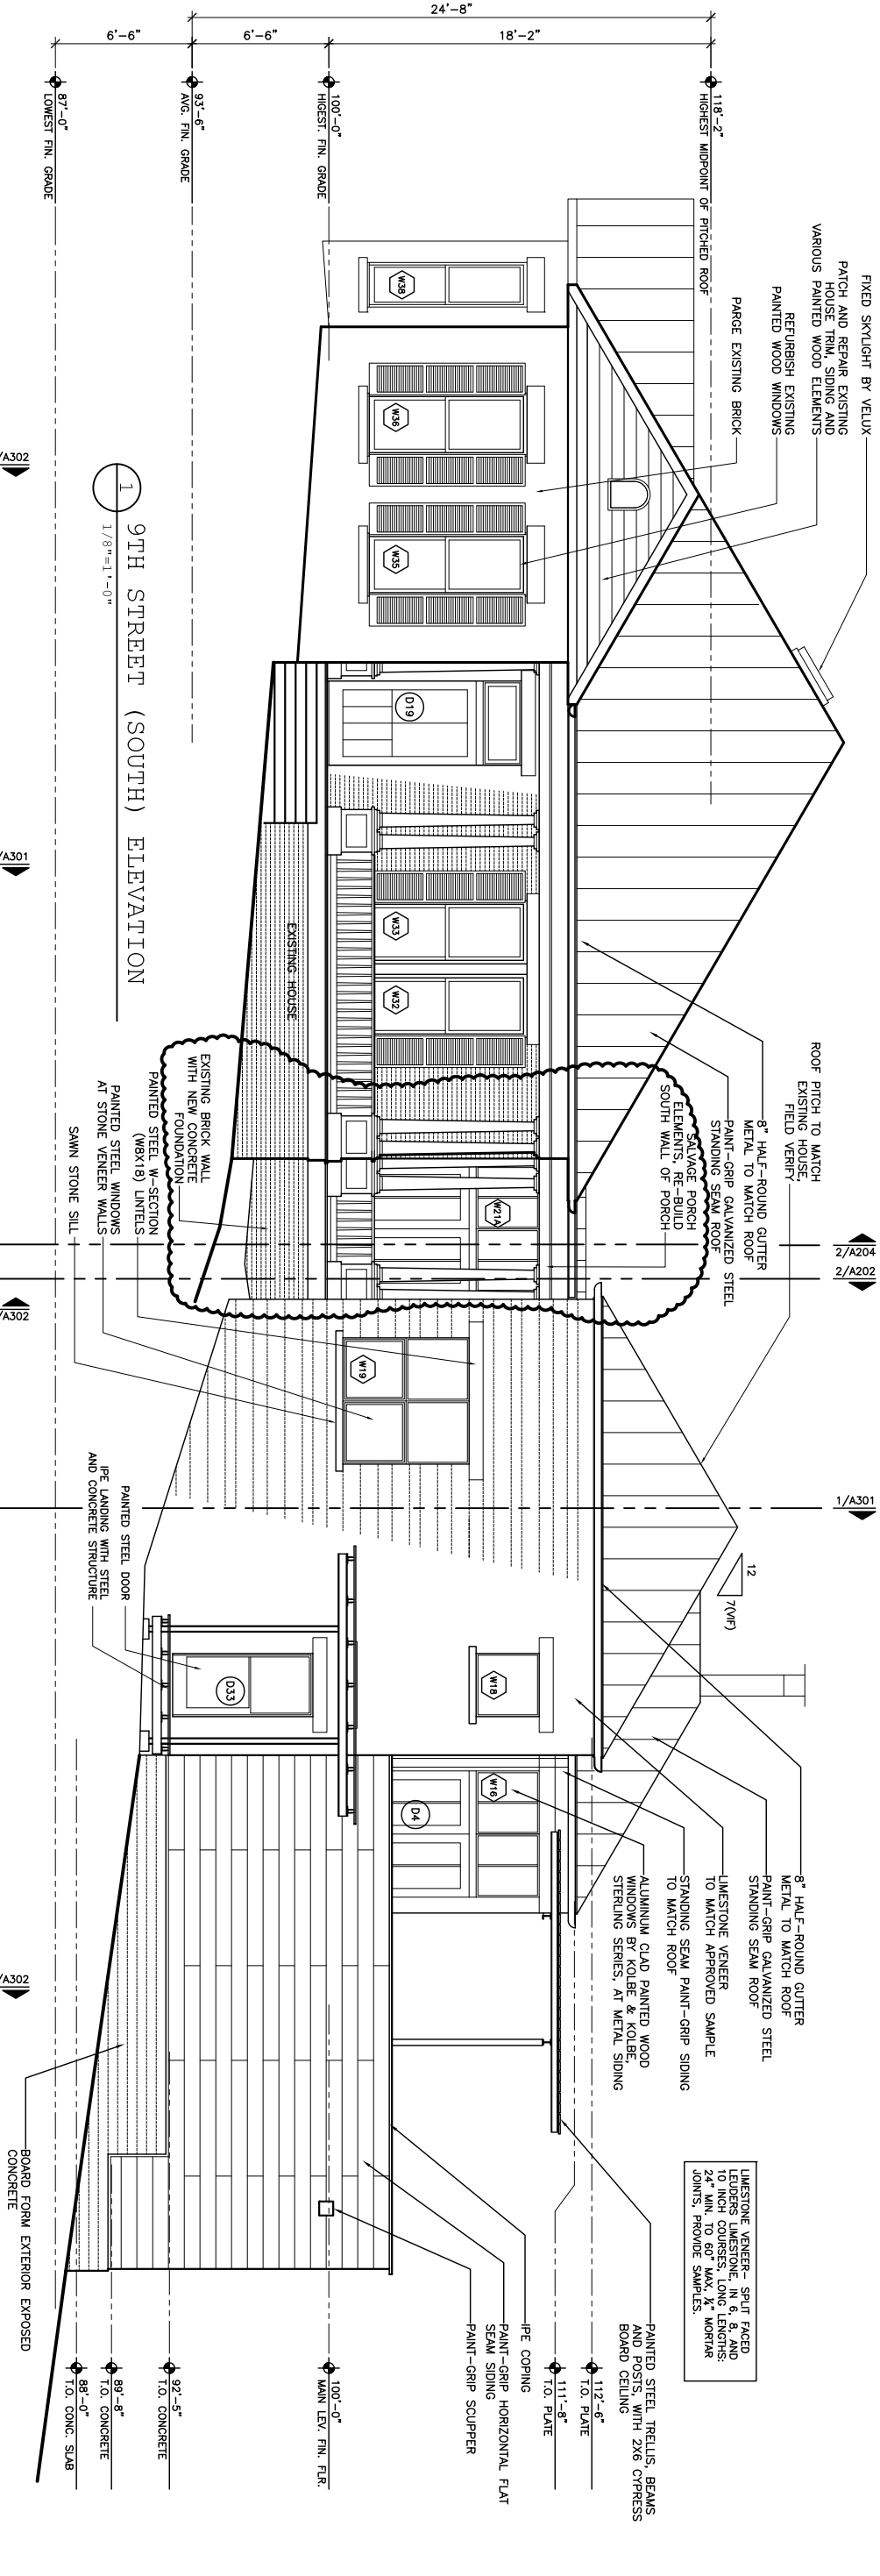 24'-8"
6'-6"
6'-6"
18'-2"
118'-2"
HIGHEST MIDPOINT OF PITCHED ROOF
100'-0"
HIGEST. FIN. GRADE
93'-6"
AVG. FIN. GRADE
87'-0"
LOWEST FIN. GRADE
FIXED SKYLIGHT BY VELUX
PATCH AND REPAIR EXISTING
HOUSE TRIM, SIDING AND
VARIOUS PAINTED WOOD ELEMENTS
REFURBISH EXISTING
PAINTED WOOD WINDOWS
PARGE EXISTING BRICK
W38
W36
W35
D19
W33
W32
W21A
W19
W18
D33
W16
D4
EXISTING HOUSE
ROOF PITCH TO MATCH
EXISTING HOUSE,
FIELD VERIFY
8" HALF-ROUND GUTTER
METAL TO MATCH ROOF
PAINT-GRIP GALVANIZED STEEL
STANDING SEAM ROOF
SALVAGE PORCH
ELEMENTS, RE-BUILD
SOUTH WALL OF PORCH
EXISTING BRICK WALL
WITH NEW CONCRETE
FOUNDATION
PAINTED STEEL W-SECTION
(W8X18) LINTELS
PAINTED STEEL WINDOWS
AT STONE VENEER WALLS
SAWN STONE SILL
2/A204
2/A202
1/A301
12
7(VIF)
PAINTED STEEL DOOR
IPE LANDING WITH STEEL
AND CONCRETE STRUCTURE
8" HALF-ROUND GUTTER
METAL TO MATCH ROOF
PAINT-GRIP GALVANIZED STEEL
STANDING SEAM ROOF
LIMESTONE VENEER
TO MATCH APPROVED SAMPLE
STANDING SEAM PAINT-GRIP SIDING
TO MATCH ROOF
ALUMINUM CLAD PAINTED WOOD
WINDOWS BY KOLBE & KOLBE,
STERLING SERIES, AT METAL SIDING
LIMESTONE VENEER- SPLIT FACED
LEUDERS LIMESTONE, IN 6, 8, AND
10 INCH COURSES, LONG LENGTHS:
24" MIN. TO 60" MAX, MORTAR
JOINTS, PROVIDE SAMPLES.
PAINTED STEEL TRELLIS, BEAMS
AND POSTS, WITH 2X6 CYPRESS
BOARD CEILING
IPE COPING
PAINT-GRIP HORIZONTAL FLAT
SEAM SIDING
PAINT-GRIP SCUPPER
BOARD FORM EXTERIOR EXPOSED
CONCRETE
112'-6"
T.O. PLATE
111'-8"
T.O. PLATE
100'-0"
MAIN LEV. FIN. FLR.
92'-5"
T.O. CONCRETE
89'-8"
T.O. CONCRETE
88'-0"
T.O. CONC. SLAB
1
9TH STREET (SOUTH) ELEVATION
1/8"=1'-0"
/A302
/A301
/A302
/A302